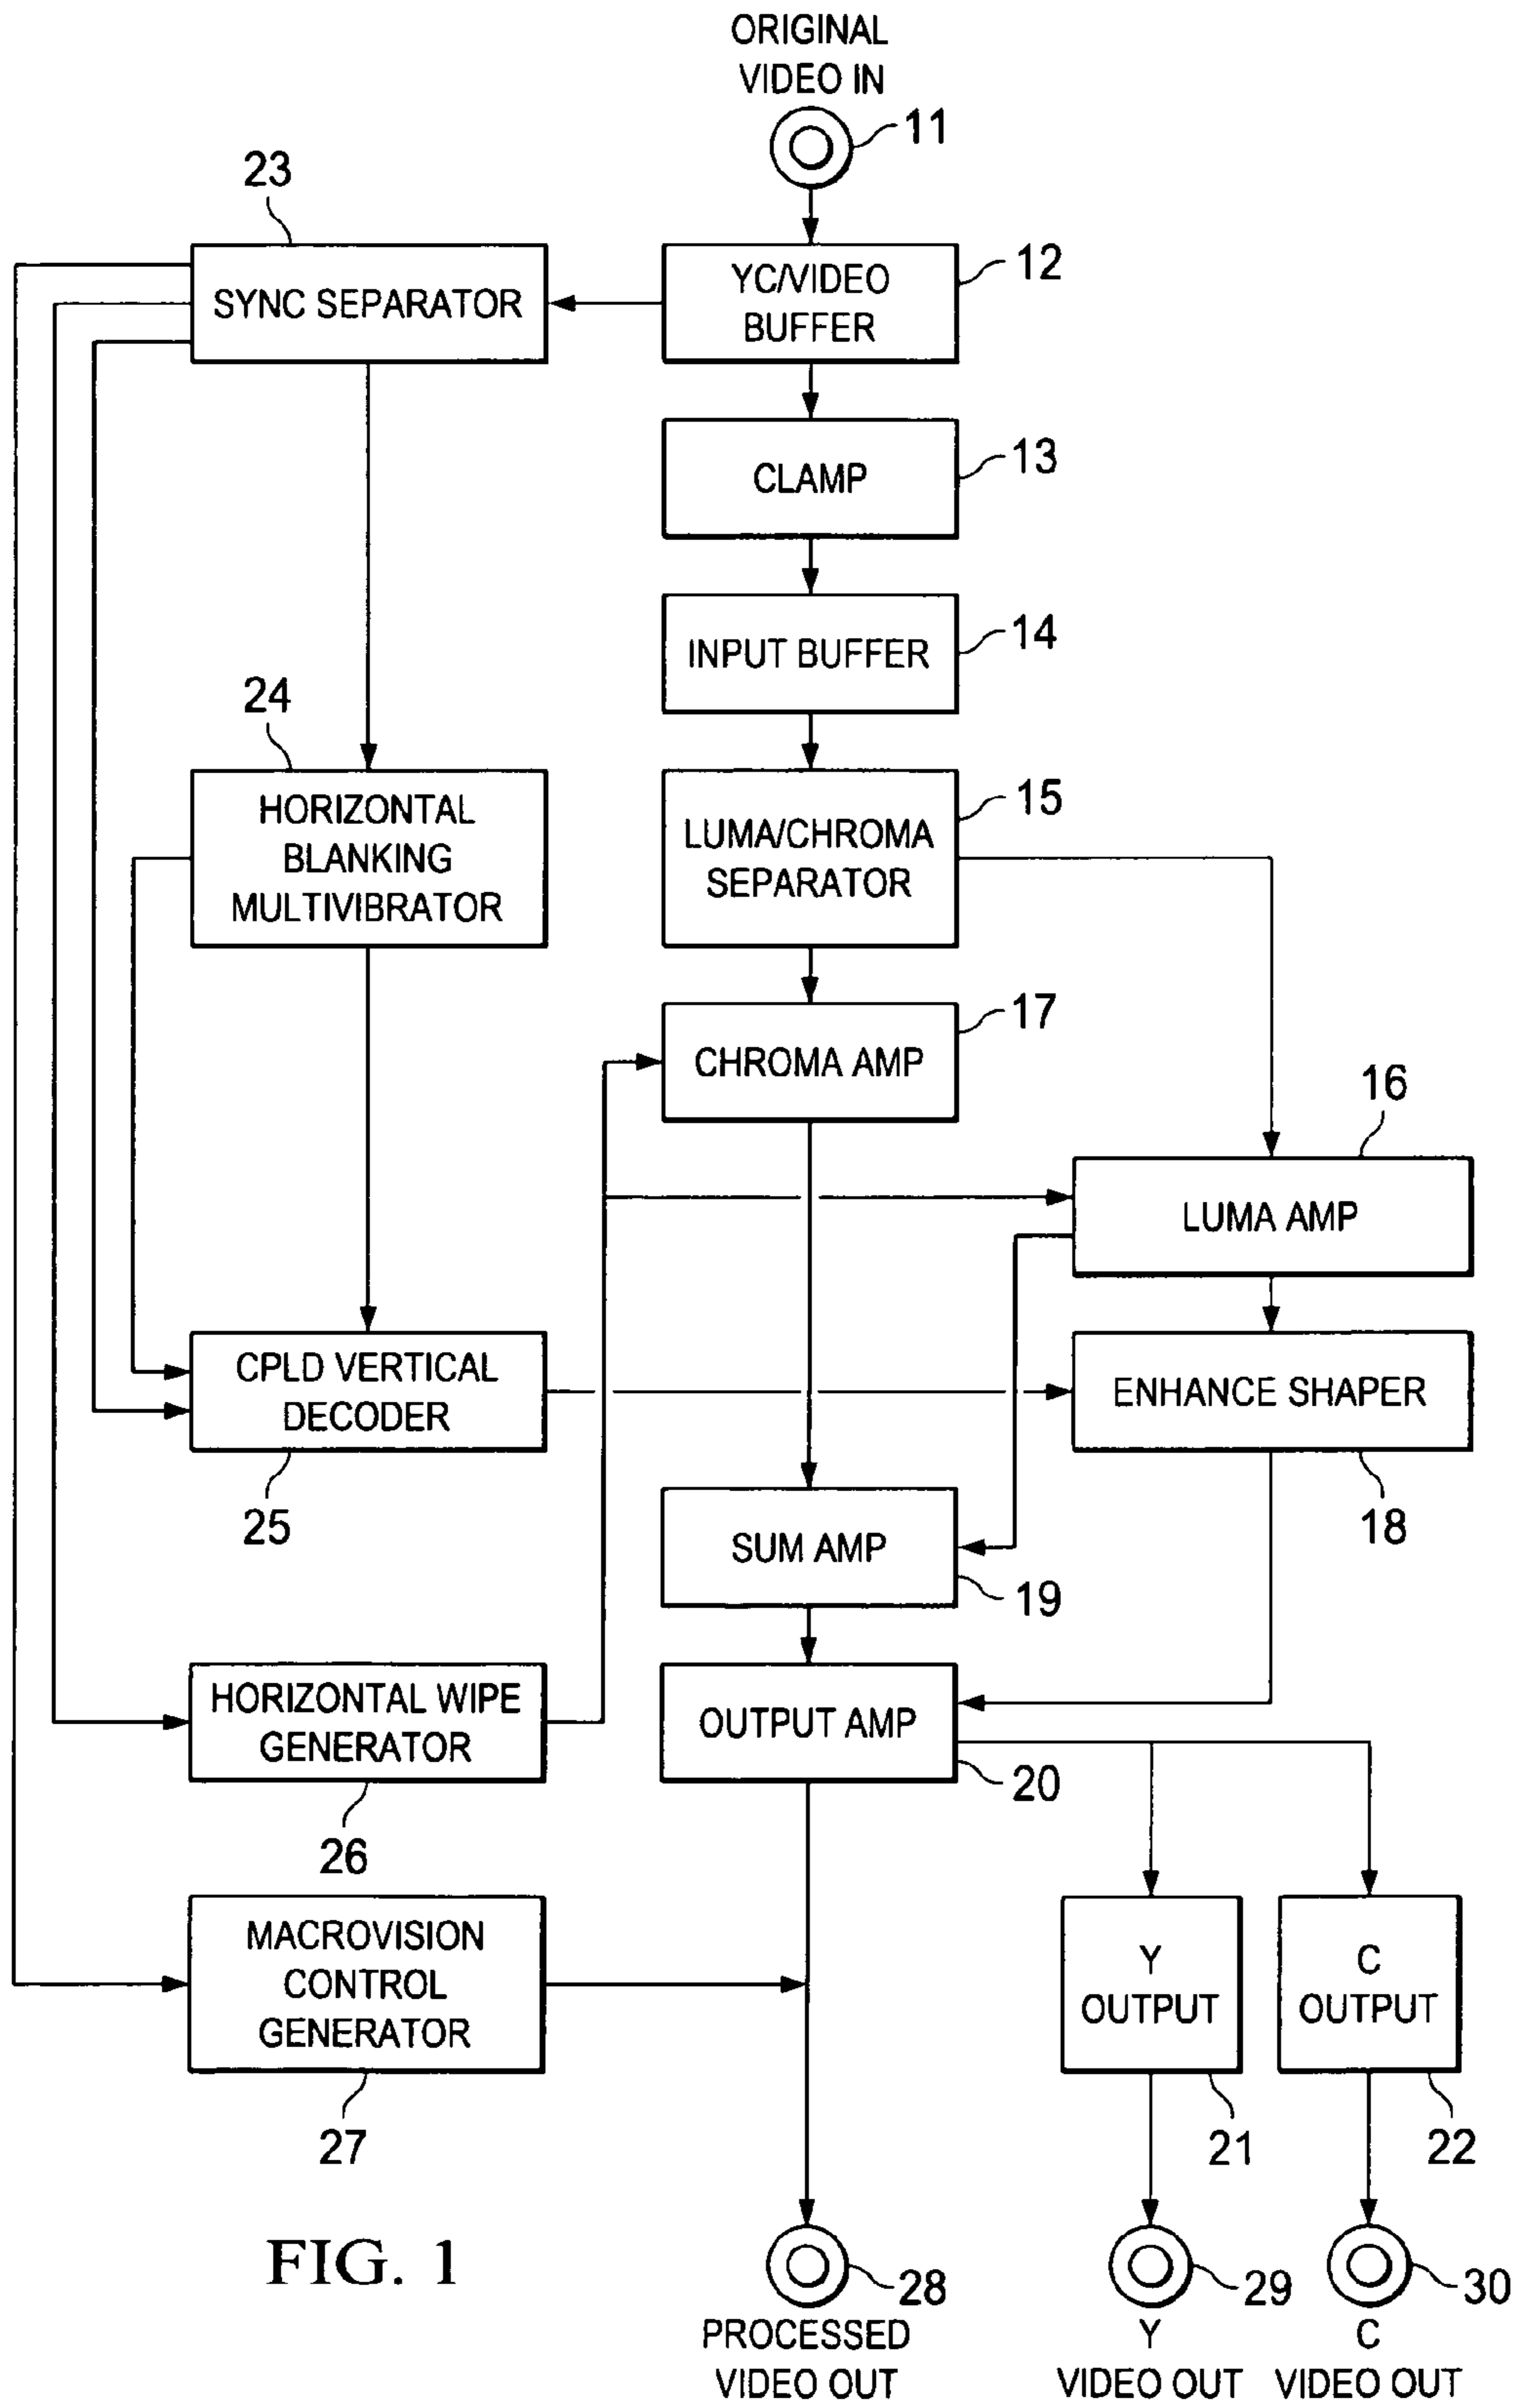 ORIGINAL
VIDEO IN
11
23
SYNC SEPARATOR
YC/VIDEO
BUFFER
12
CLAMP
13
INPUT BUFFER
14
24
HORIZONTAL
BLANKING
MULTIVIBRATOR
LUMA/CHROMA
SEPARATOR
15
CHROMA AMP
17
16
LUMA AMP
CPLD VERTICAL
DECODER
25
ENHANCE SHAPER
18
SUM AMP
19
HORIZONTAL WIPE
GENERATOR
26
OUTPUT AMP
20
MACROVISION
CONTROL
GENERATOR
27
Y
OUTPUT
21
C
OUTPUT
22
FIG. 1
28
PROCESSED
VIDEO OUT
29
Y
VIDEO OUT
30
C
VIDEO OUT